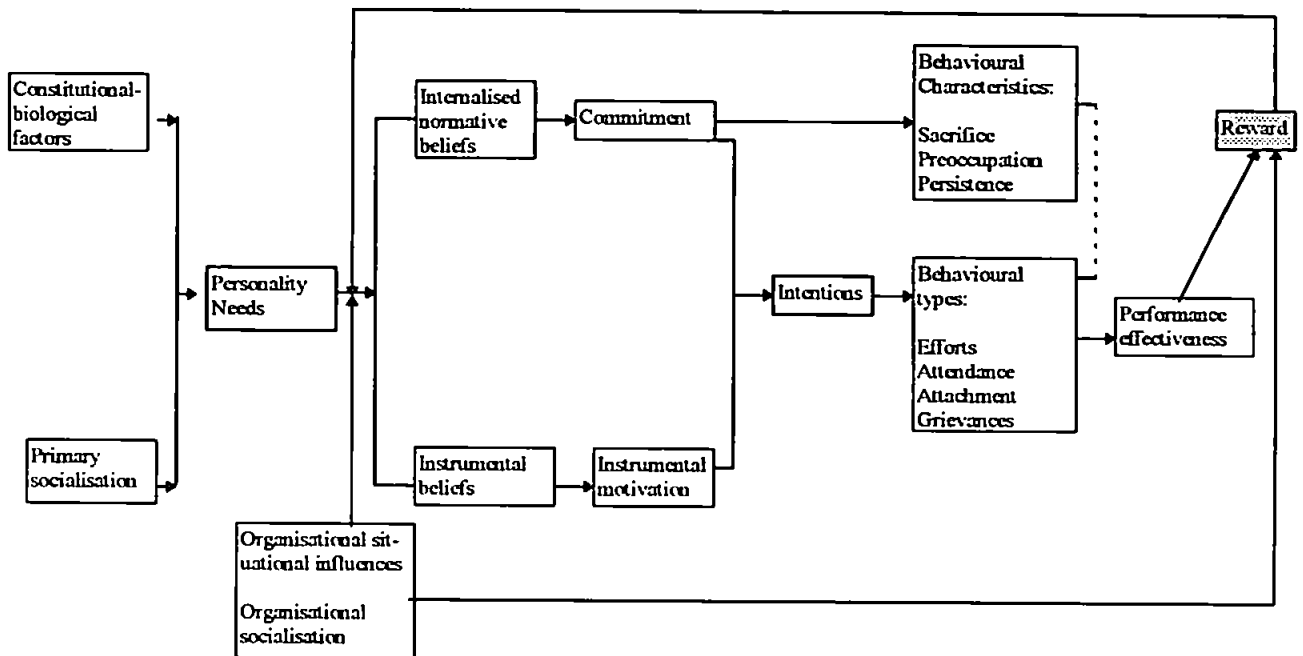 Constitutional-
biological
factors
Primary
socialisation
Personality
Needs
Organisational sit-
uational influences
Organisational
socialisation
Internalised
normative
beliefs
Commitment
Instrumental
beliefs
Instrumental
motivation
Intentions
Behavioural
Characteristics:
Sacrifice
Preoccupation
Persistence
Behavioural
types:
Efforts
Attendance
Attachment
Grievances
Performance
effectiveness
Reward